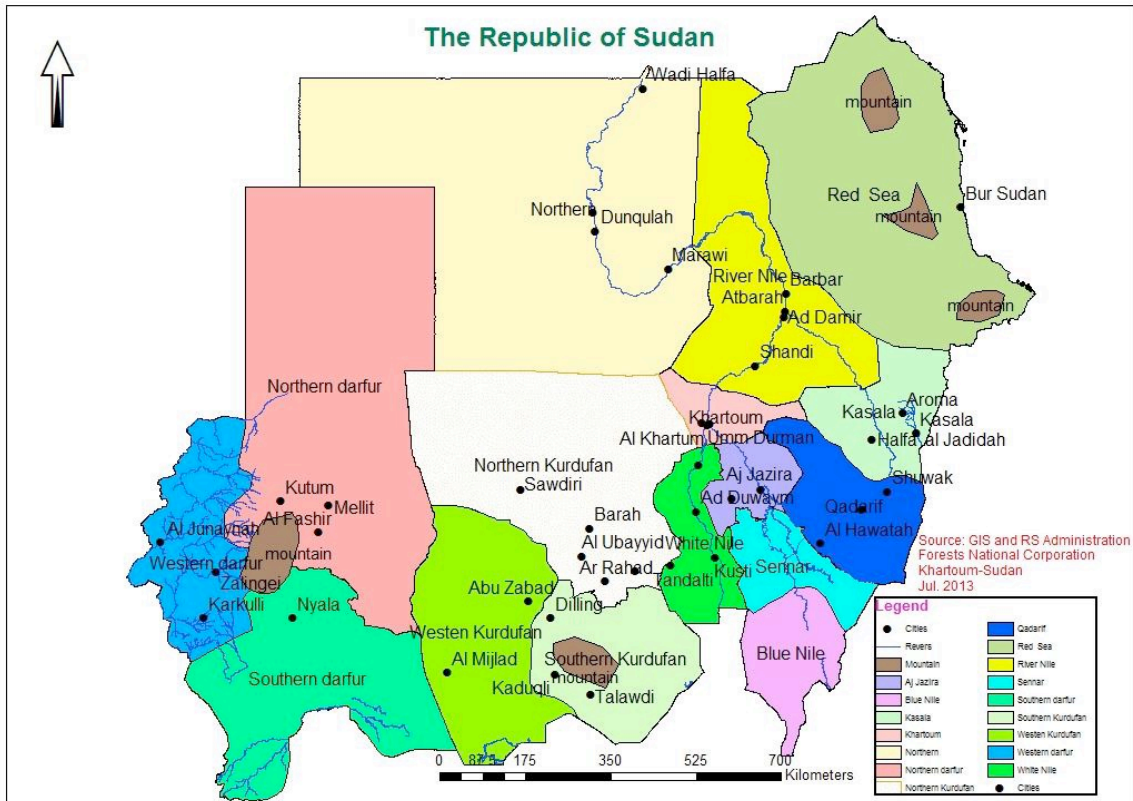 The Republic of Sudan
Wadi Halfa
mountain
Red Sea
mountain
Bur Sudan
Northern
Dunqulah
Marawi
River Nile
Barbar
Atbarah
Ad Damir
mountain
Shandi
Northern darfur
Khartoum
Kasala
Aroma
Kasala
Al Khartum
Umm Durman
Halfa al Jadidah
Northern Kurdufan
Sawdiri
Aj Jazira
Shuwak
Kutum
Mellit
Ad Duwaym
Qadarif
Al Fashir
Barah
Al Hawatah
Al Junaynah
mountain
Al Ubayyid
White Nile
Western darfur
Zalingei
Ar Rahad
Tandalti
Kusti
Sennar
Abu Zabad
Karkulli
Nyala
Dilling
Westen Kurdufan
Blue Nile
Southern Kurdufan
Al Mijlad
mountain
Southern darfur
Kaduqli
Talawdi
Source: GIS and RS Administration
Forests National Corporation
Khartoum-Sudan
Jul. 2013
Legend
Cities
Revers
Mountain
Aj Jazira
Blue Nile
Kasala
Khartoum
Northern
Northern darfur
Northern Kurdufan
Qadarif
Red Sea
River Nile
Sennar
Southern darfur
Southern Kurdufan
Westen Kurdufan
Western darfur
White Nile
Cities
0 87.5 175 350 525 700
Kilometers